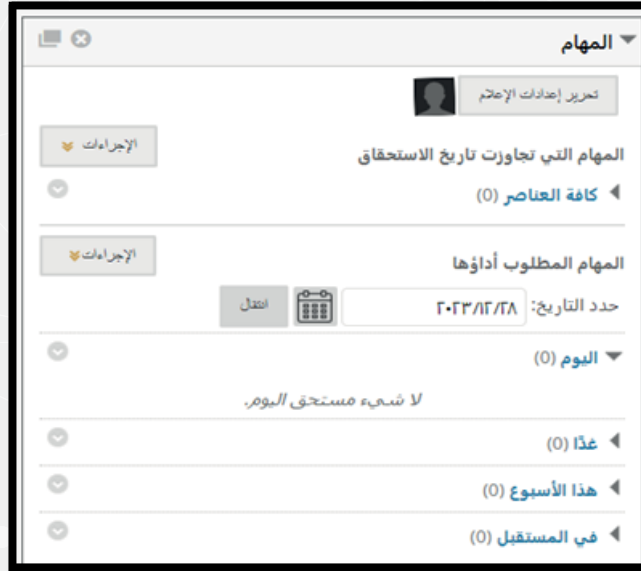 المهام
تحرير إعدادات الإعلام
الإجراءات
المهام التي تجاوزت تاريخ الاستحقاق
كافة العناصر (0)
الإجراءات
المهام المطلوب أداؤها
حدد التاريخ: ٢٠٢٣/١٢/٢٨ انتقال
اليوم (0)
لا شيء مستحق اليوم.
غدًا (0)
هذا الأسبوع (0)
في المستقبل (0)